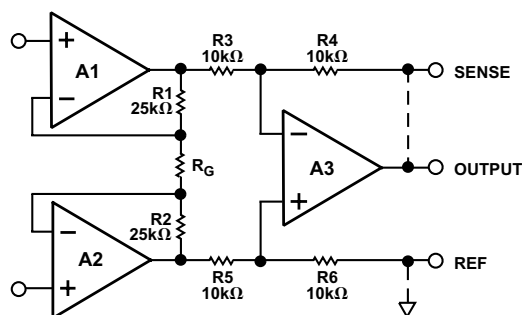 +
A1
−
R3
10kΩ
R4
10kΩ
SENSE
R1
25kΩ
RG
−
A3
+
OUTPUT
R2
25kΩ
−
A2
+
R5
10kΩ
R6
10kΩ
REF